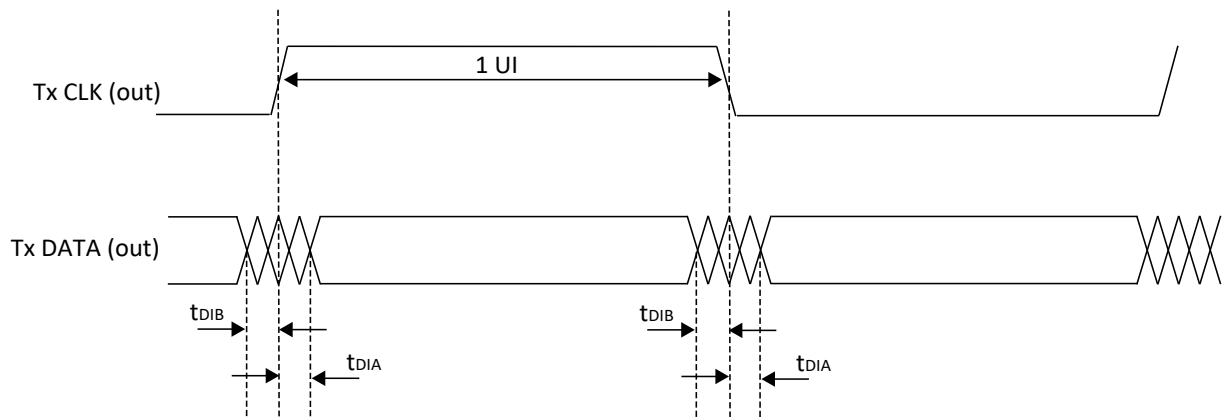 1 UI
Tx CLK (out)
Tx DATA (out)
tDIB
tDIB
tDIA
tDIA